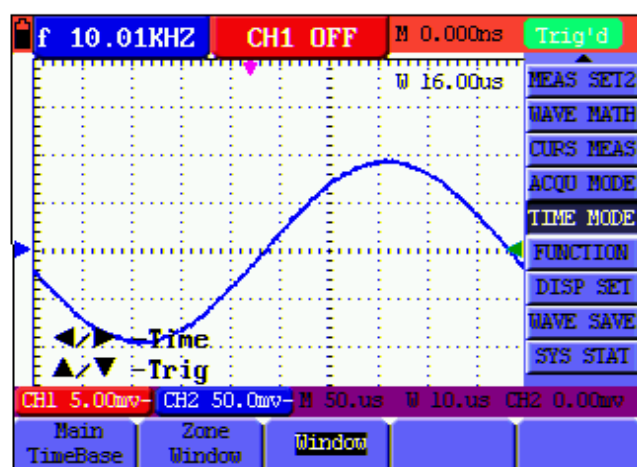 f 10.01KHZ CH1 OFF M 0.000ns Trig'd
W 16.00us
MEAS SET2
WAVE MATH
CURS MEAS
ACQU MODE
TIME MODE
FUNCTION
DISP SET
WAVE SAVE
SYS STAT
◀/▶ -Time
▲/▼ -Trig
CH1 5.00mv- CH2 50.0mv- M 50.us W 10.us CH2 0.00mv
Main TimeBase
Zone Window
Window